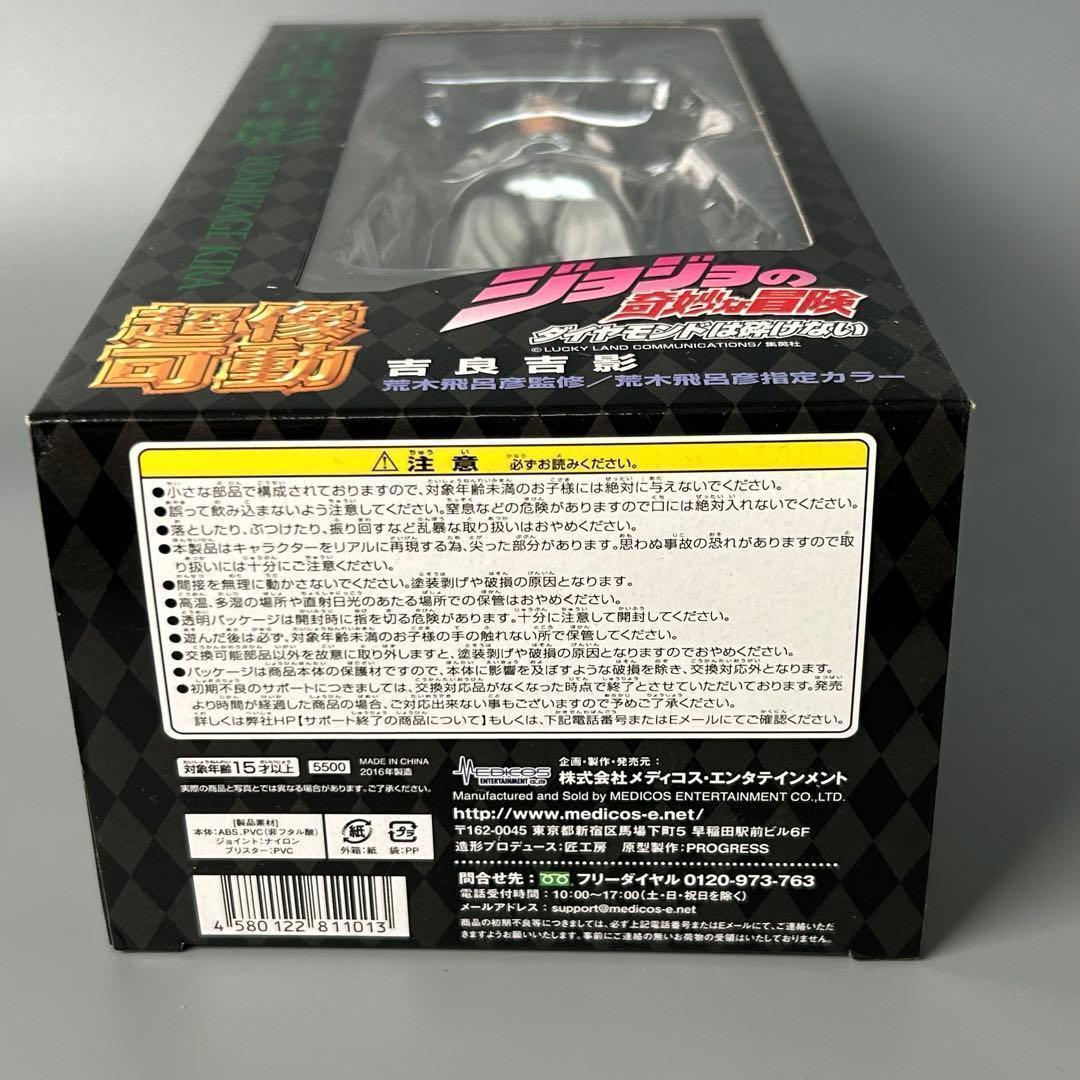 吉良吉影
YOSHIKAGE KIRA
超像
可動
ジョジョの
奇妙な冒険
ダイヤモンドは砕けない
©LUCKY LAND COMMUNICATIONS/集英社
吉良吉影
荒木飛呂彦監修/荒木飛呂彦指定カラー
⚠注意 必ずお読みください。
●小さな部品で構成されておりますので、対象年齢未満のお子様には絶対に与えないでください。
●誤って飲み込まないよう注意してください。窒息などの危険がありますので口には絶対入れないでください。
●落としたり、ぶつけたり、振り回すなど乱暴な取り扱いはおやめください。
●本製品はキャラクターをリアルに再現する為、尖った部分があります。思わぬ事故の恐れがありますので取
り扱いには十分にご注意ください。
●間接を無理に動かさないでください。塗装剥げや破損の原因となります。
●高温、多湿の場所や直射日光のあたる場所での保管はおやめください。
●透明パッケージは開封時に指を切る危険があります。十分に注意して開封してください。
●遊んだ後は必ず、対象年齢未満のお子様の手の触れない所で保管してください。
●交換可能部品以外を故意に取り外しますと、塗装剥げや破損の原因となりますのでおやめください。
●パッケージは商品本体の保護材ですので、本体に影響を及ぼすような破損を除き、交換対応外となります。
●初期不良のサポートにつきましては、交換対応品がなくなった時点で終了とさせていただいております。発売
より時間が経過した商品の場合、ご対応出来ない事もございますので予めご了承ください。
詳しくは弊社HP【サポート終了の商品について】もしくは、下記電話番号またはEメールにてご確認ください。
対象年齢15才以上 5500 MADE IN CHINA
2016年製造
実際の商品と写真とでは異なる場合があります。ご了承ください。
[製品素材]
本体:ABS、PVC(非フタル酸)
ジョイント:ナイロン
ブリスター:PVC
紙 プラ
外箱:紙 袋:PP
4 580122 811013
MEDICOS
ENTERTAINMENT CO.,LTD
企画・製作・発売元:
株式会社メディコス・エンタテインメント
Manufactured and Sold by MEDICOS ENTERTAINMENT CO.,LTD.
http://www.medicos-e.net/
〒162-0045 東京都新宿区馬場下町5 早稲田駅前ビル6F
造形プロデュース:匠工房 原型製作:PROGRESS
問合せ先: フリーダイヤル 0120-973-763
電話受付時間:10:00〜17:00(土・日・祝日を除く)
メールアドレス:support@medicos-e.net
商品の初期不良等につきましては、必ず上記電話番号またはEメールにて、ご連絡いただ
きますようお願いいたします。事前にご連絡の無いお荷物の受領はいたしておりません。